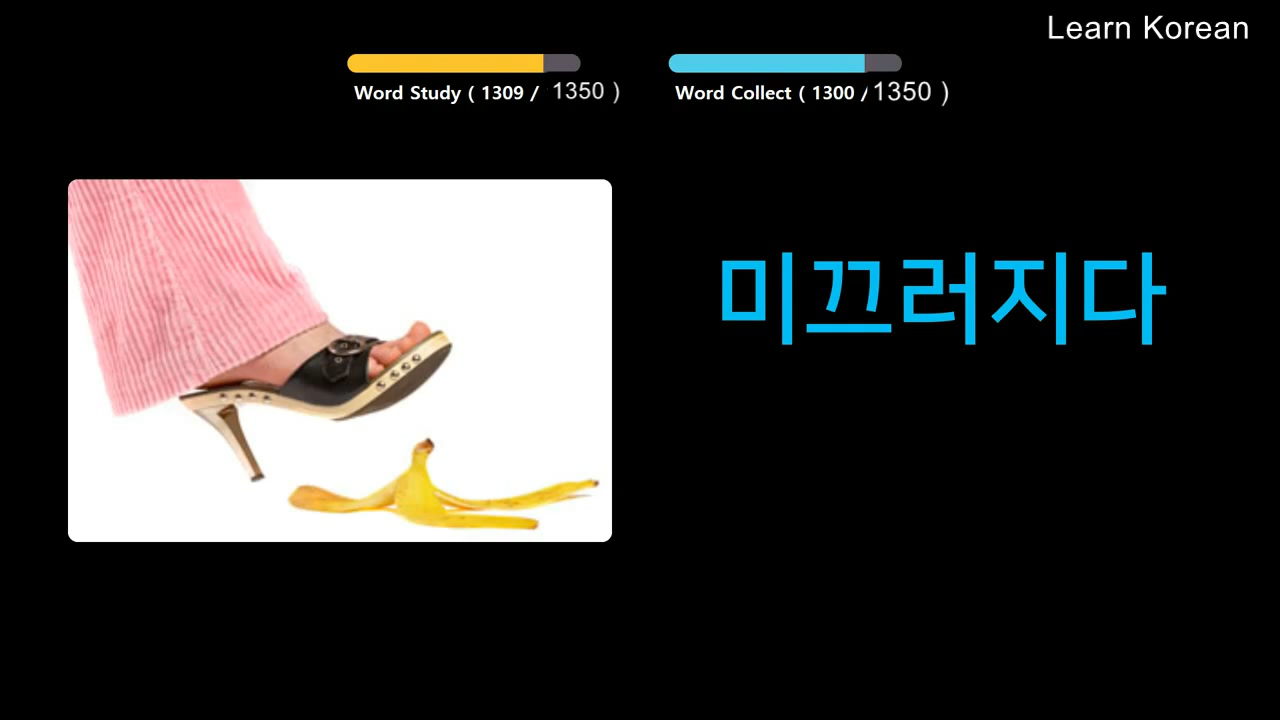 Learn Korean
Word Study ( 1309 / 1350 )
Word Collect ( 1300 / 1350 )
미끄러지다